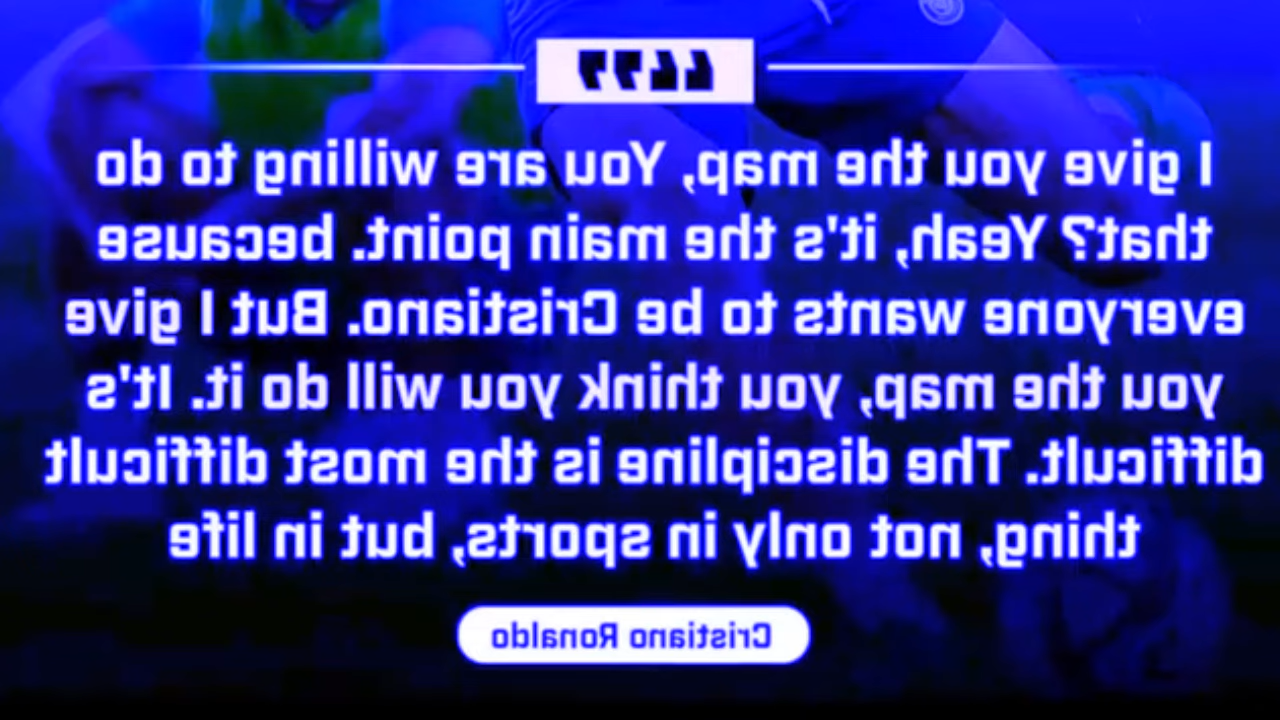 I give you the map, You are willing to do
that? Yeah, it's the main point. because
everyone wants to be Cristiano. But I give
you the map, you think you will do it. It's
difficult. The discipline is the most difficult
thing, not only in sports, but in life
Cristiano Ronaldo